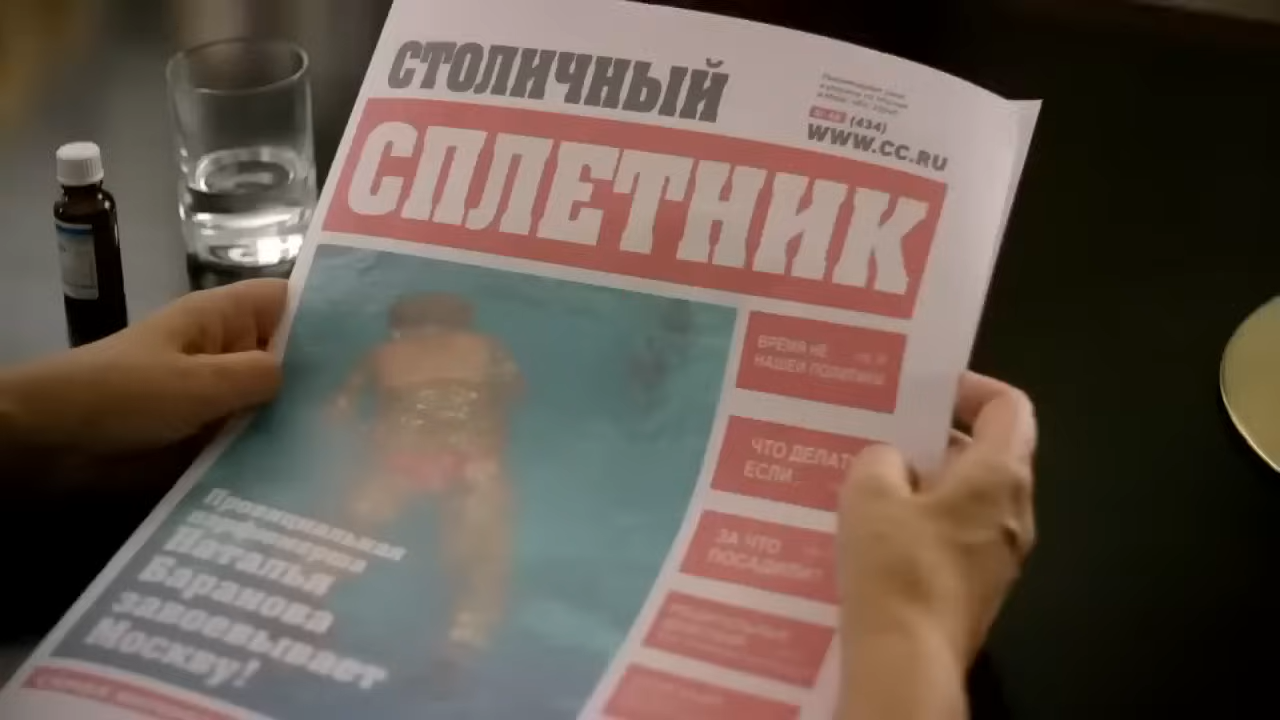 СТОЛИЧНЫЙ
(434)
WWW.CC.RU
СПЛЕТНИК
ВРЕМЯ НЕ
НАШЕЙ ПОЛИТИКИ
ЧТО ДЕЛАТЬ
ЕСЛИ...
ЗА ЧТО
ПОСАДИЛИ?
Провинциальная
парфюмерша
Наталья
Баранова
завоевывает
Москву!